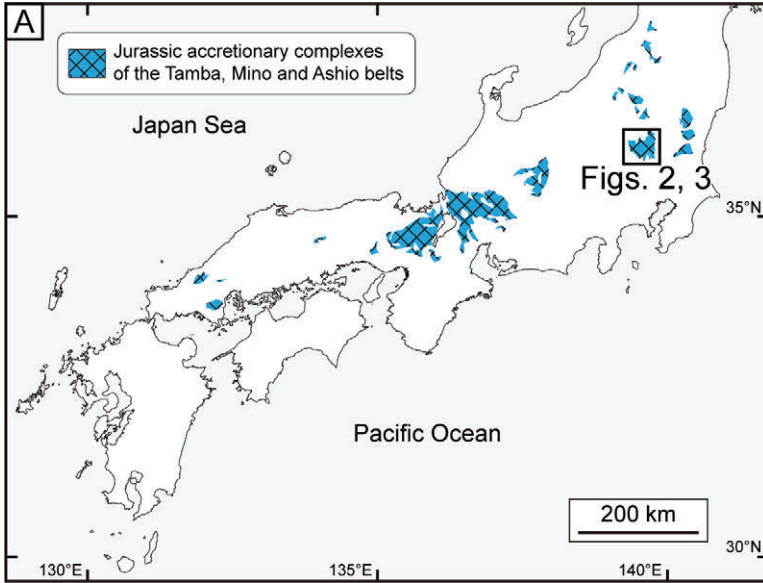 A
Jurassic accretionary complexes
of the Tamba, Mino and Ashio belts
Japan Sea
Figs. 2, 3
35°N
Pacific Ocean
200 km
30°N
130°E
135°E
140°E